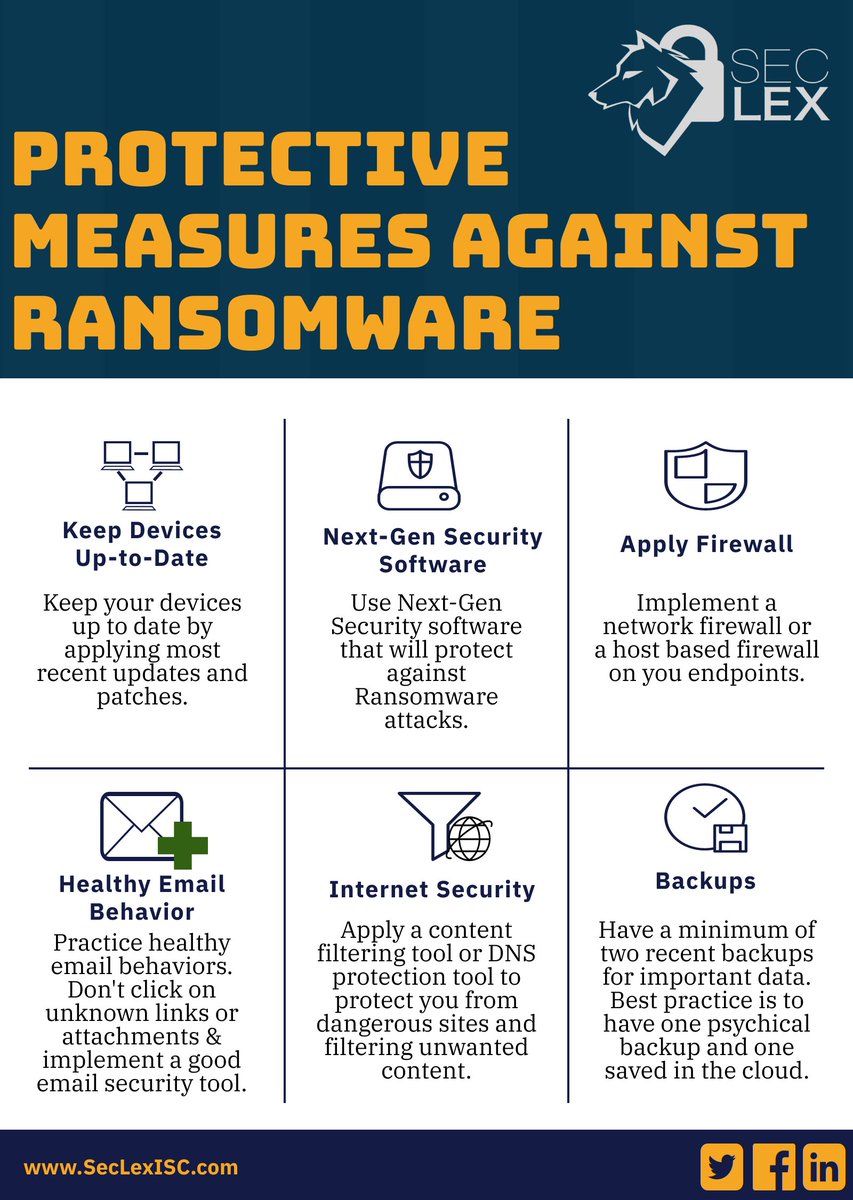 SEC
LEX
PROTECTIVE
MEASURES AGAINST
RANSOMWARE
Keep Devices
Up-to-Date
Keep your devices
up to date by
applying most
recent updates and
patches.
Next-Gen Security
Software
Use Next-Gen
Security software
that will protect
against
Ransomware
attacks.
Apply Firewall
Implement a
network firewall or
a host based firewall
on you endpoints.
Healthy Email
Behavior
Practice healthy
email behaviors.
Don't click on
unknown links or
attachments &
implement a good
email security tool.
Internet Security
Apply a content
filtering tool or DNS
protection tool to
protect you from
dangerous sites and
filtering unwanted
content.
Backups
Have a minimum of
two recent backups
for important data.
Best practice is to
have one psychical
backup and one
saved in the cloud.
www.SecLexISC.com